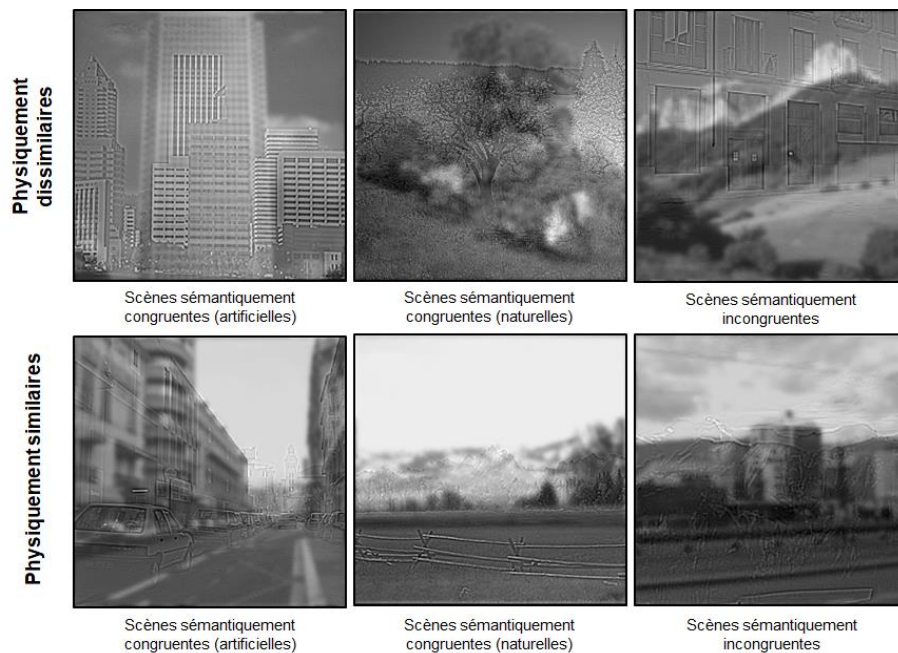 Physiquement
dissimilaires
Scènes sémantiquement
congruentes (artificielles)
Scènes sémantiquement
congruentes (naturelles)
Scènes sémantiquement
incongruentes
Physiquement similaires
Scènes sémantiquement
congruentes (artificielles)
Scènes sémantiquement
congruentes (naturelles)
Scènes sémantiquement
incongruentes